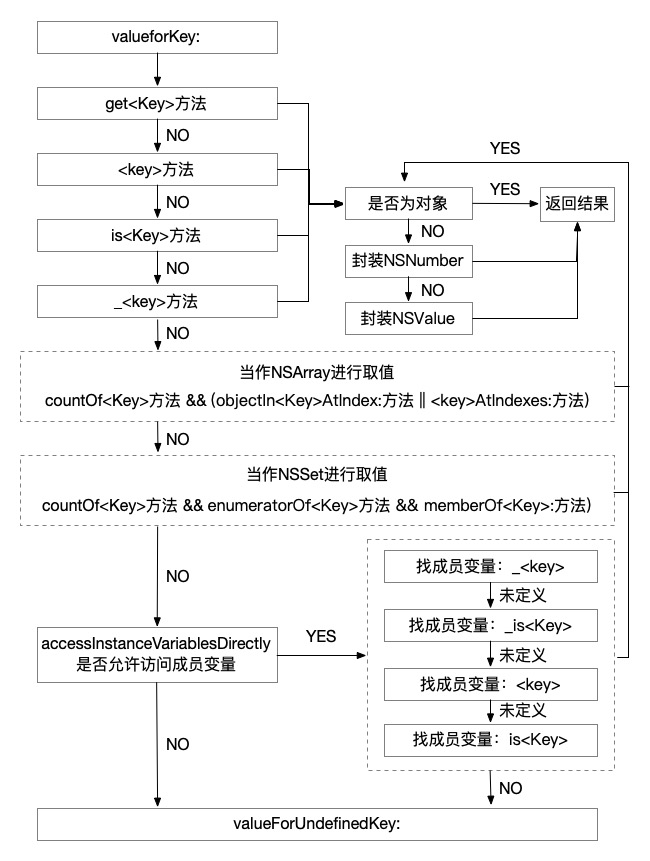 valueforKey:
get<Key>方法
NO
<key>方法
NO
is<Key>方法
NO
_<key>方法
NO
YES
是否为对象
YES
返回结果
NO
封装NSNumber
NO
封装NSValue
当作NSArray进行取值
countOf<Key>方法 && (objectIn<Key>AtIndex:方法 || <key>AtIndexes:方法)
NO
当作NSSet进行取值
countOf<Key>方法 && enumeratorOf<Key>方法 && memberOf<Key>:方法)
NO
accessInstanceVariablesDirectly
是否允许访问成员变量
YES
找成员变量：_<key>
未定义
找成员变量：_is<Key>
未定义
找成员变量：<key>
未定义
找成员变量：is<Key>
NO
NO
valueForUndefinedKey: